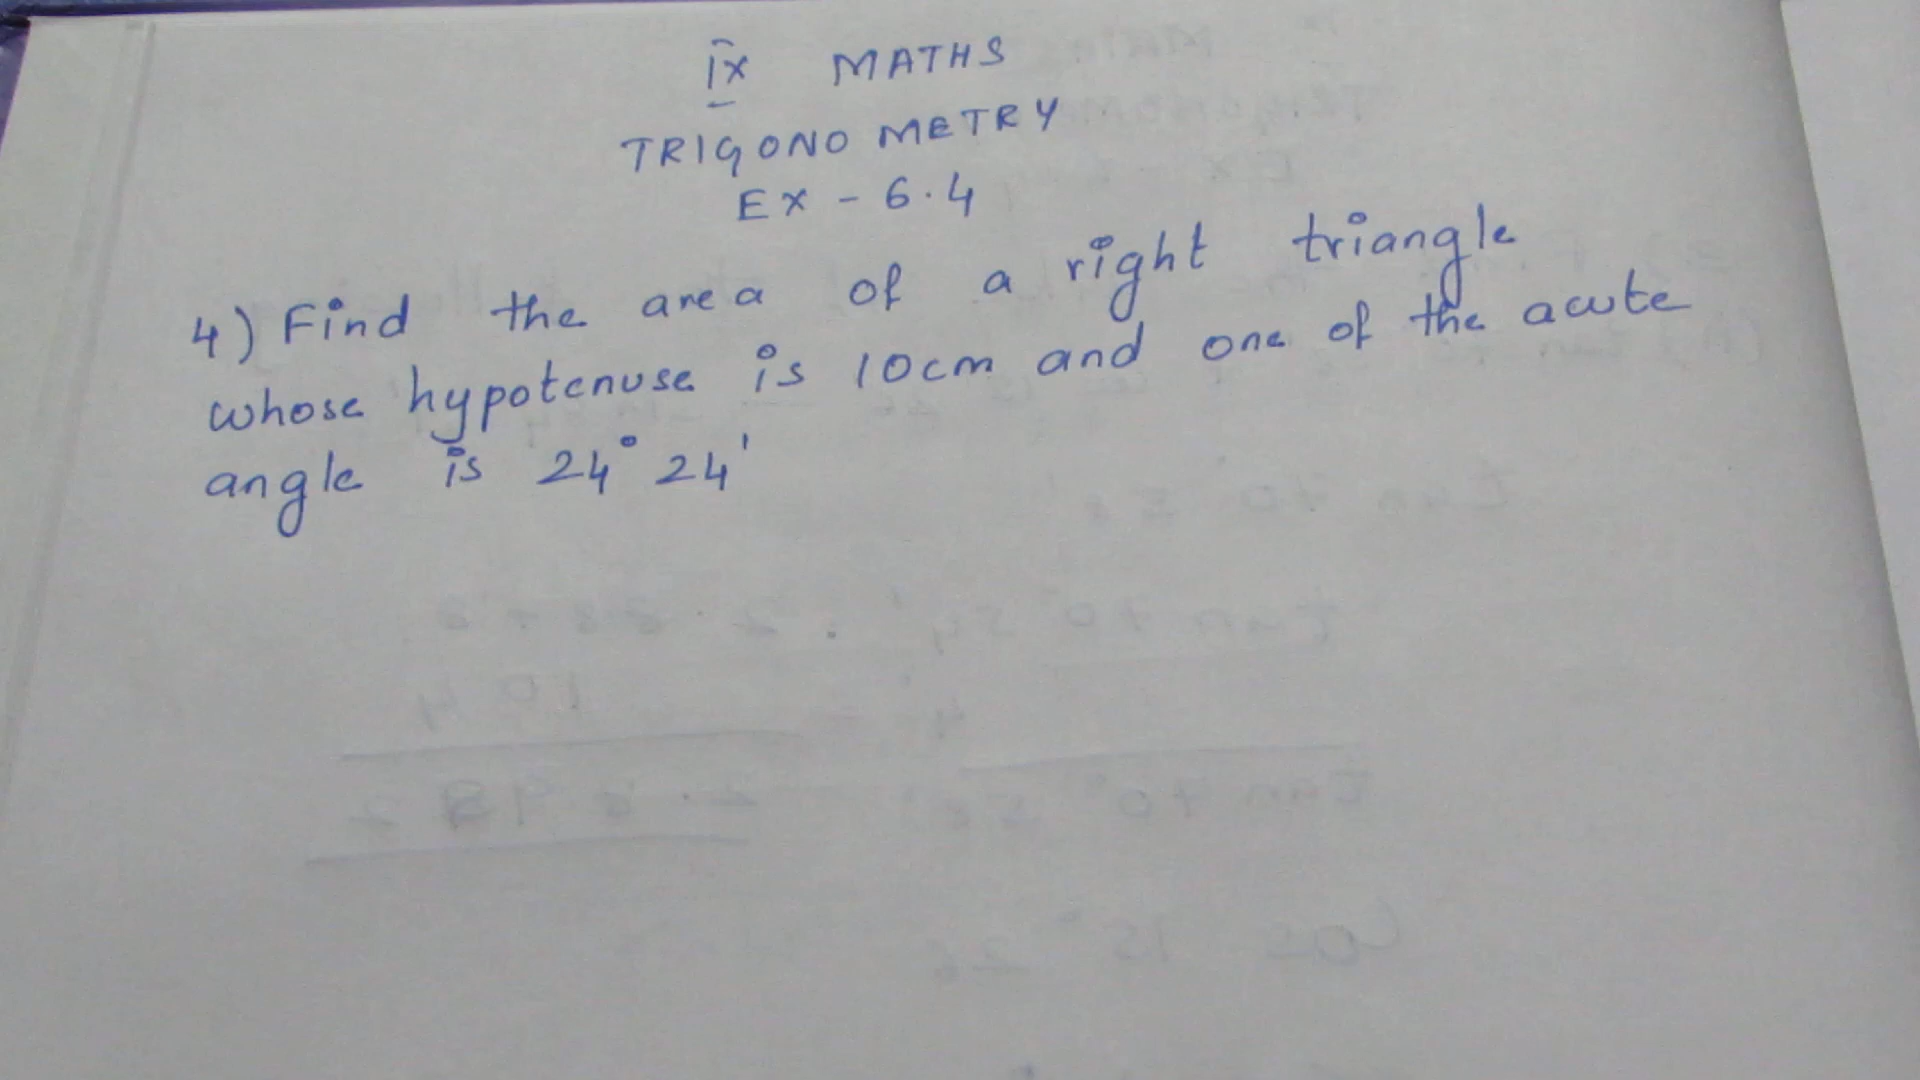 IX MATHS
TRIGONOMETRY
EX - 6.4
4) Find the area of a right triangle
whose hypotenuse is 10cm and one of the acute
angle is 24° 24'